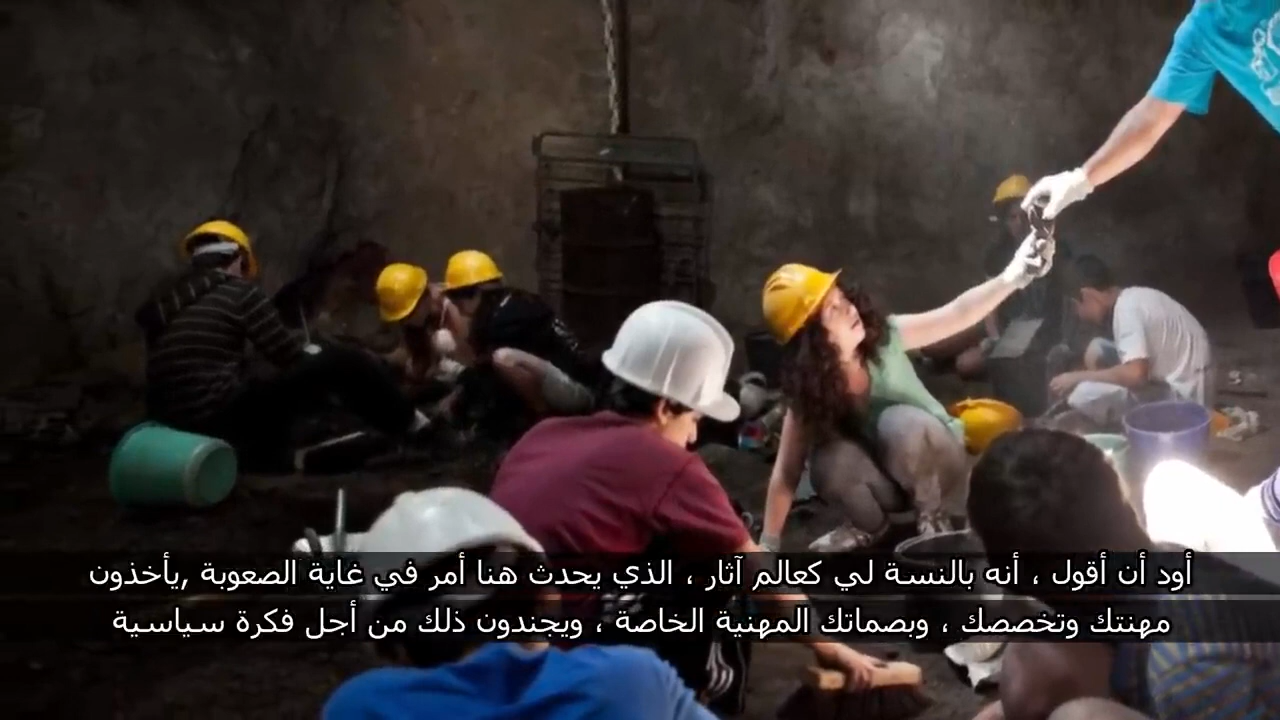 أود أن أقول ، أنه بالنسة لي كعالم آثار ، الذي يحدث هنا أمر في غاية الصعوبة ,يأخذون
مهنتك وتخصصك ، وبصماتك المهنية الخاصة ، ويجندون ذلك من أجل فكرة سياسية